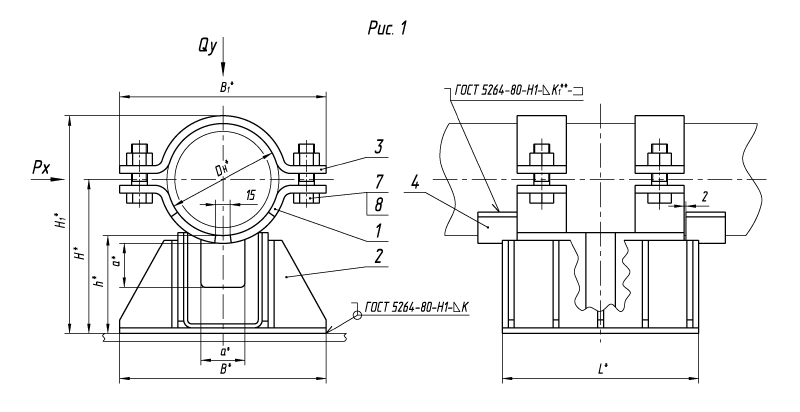 Рис. 1
Qy
B₁*
ГОСТ 5264-80-Н1-◺K₁**-⊐
Dн*
3
Px
15
7
8
4
2
1
2
H₁*
H*
h*
a*
ГОСТ 5264-80-Н1-◺K
a*
B*
L*